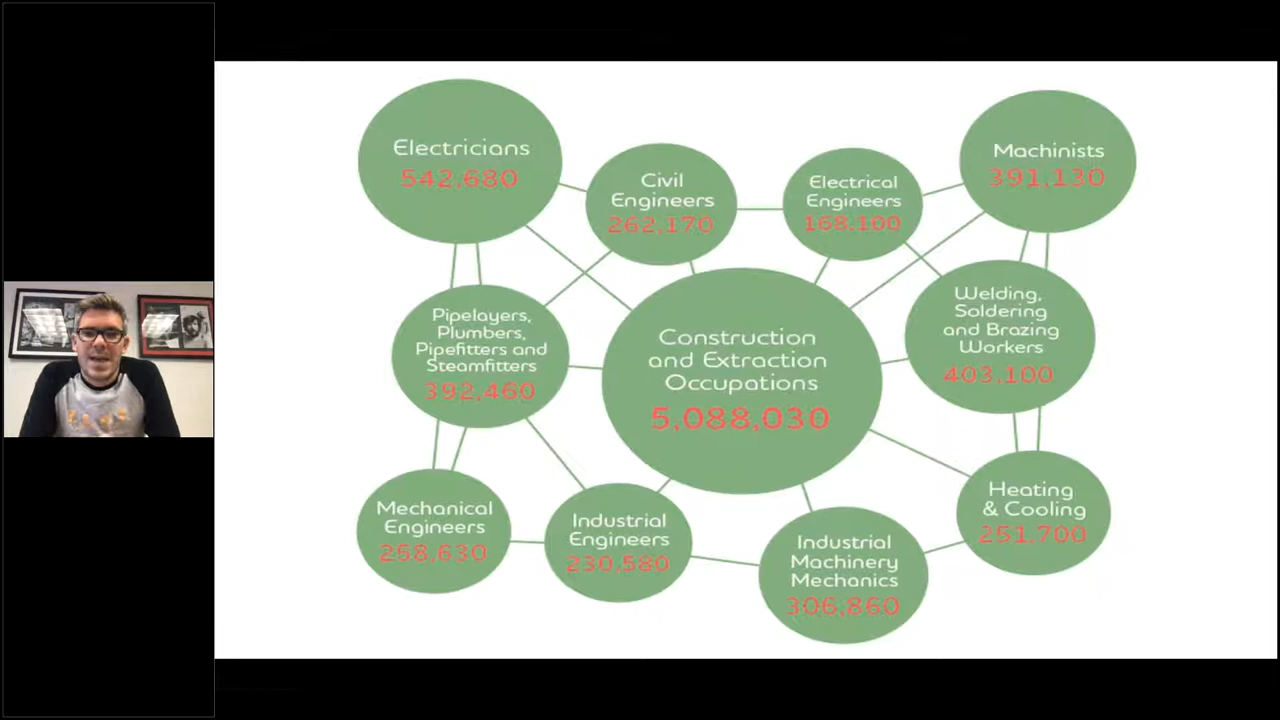 Electricians
542,680
Civil
Engineers
262,170
Electrical
Engineers
168,100
Machinists
391,130
Pipelayers,
Plumbers,
Pipefitters and
Steamfitters
392,460
Construction
and Extraction
Occupations
5,088,030
Welding,
Soldering
and Brazing
Workers
403,100
Mechanical
Engineers
258,630
Industrial
Engineers
230,580
Industrial
Machinery
Mechanics
306,860
Heating
& Cooling
251,700